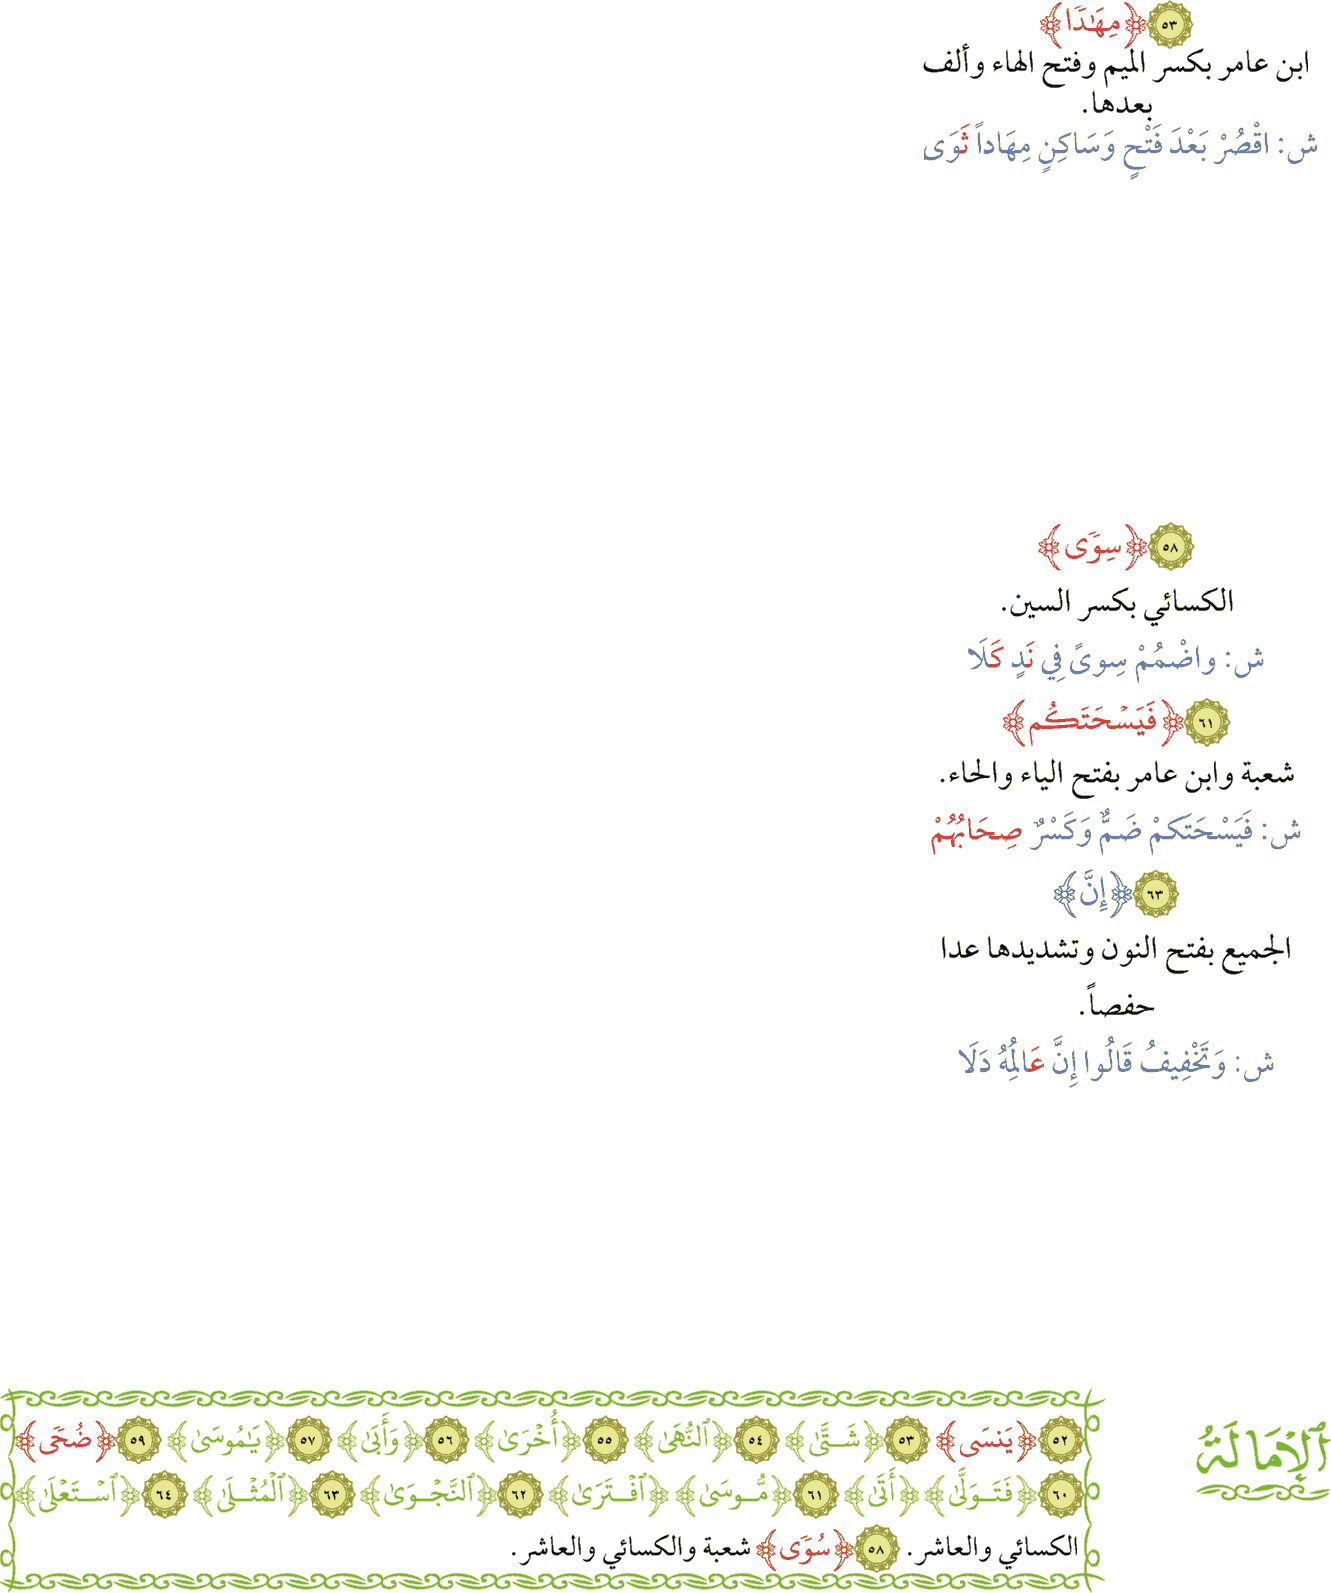 ٥٣ ﴿مِهَـٰدًا﴾
ابن عامر بكسر الميم وفتح الهاء وألف
بعدها.
ش: اقْصُرْ بَعْدَ فَتْحٍ وَسَاكِنٍ مِهَاداً ثَوَى
٥٨ ﴿سِوًى﴾
الكسائي بكسر السين.
ش: واضْمُمْ سِوىً فِي نَدٍ كَلَا
٦١ ﴿فَيَسْحَتَكُم﴾
شعبة وابن عامر بفتح الياء والحاء.
ش: فَيَسْحَتَكمْ ضَمٌّ وَكَسْرٌ صِحَابُهُمْ
٦٣ ﴿إِنَّ﴾
الجميع بفتح النون وتشديدها عدا
حفصاً.
ش: وَتَخْفِيفُ قَالُوا إِنَّ عَالِمُهُ دَلَا
ٱلْإِمَالَةُ
٥٢ ﴿يَنسَى﴾ ٥٣ ﴿شَتَّىٰ﴾ ٥٤ ﴿ٱلنُّهَىٰ﴾ ٥٥ ﴿أُخْرَىٰ﴾ ٥٦ ﴿وَأَبَىٰ﴾ ٥٧ ﴿يَـٰمُوسَىٰ﴾ ٥٩ ﴿ضُحًى﴾
٦٠ ﴿فَتَوَلَّىٰ﴾ ﴿أَتَىٰ﴾ ٦١ ﴿مُّوسَىٰ﴾ ﴿ٱفْتَرَىٰ﴾ ٦٢ ﴿ٱلنَّجْوَىٰ﴾ ٦٣ ﴿ٱلْمُثْلَىٰ﴾ ٦٤ ﴿ٱسْتَعْلَىٰ﴾
الكسائي والعاشر. ٥٨ ﴿سُوًى﴾ شعبة والكسائي والعاشر.